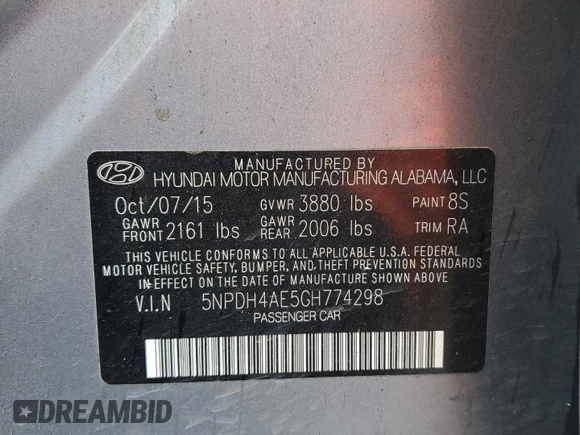 MANUFACTURED BY
HYUNDAI MOTOR MANUFACTURING ALABAMA, LLC
Oct/07/15 GVWR 3880 lbs PAINT 8S
GAWR FRONT 2161 lbs GAWR REAR 2006 lbs TRIM RA
THIS VEHICLE CONFORMS TO ALL APPLICABLE U.S.A. FEDERAL
MOTOR VEHICLE SAFETY, BUMPER, AND THEFT PREVENTION STANDARDS
IN EFFECT ON THE DATE OF MANUFACTURE SHOWN ABOVE.
V.I.N 5NPDH4AE5GH774298
PASSENGER CAR
DREAMBID